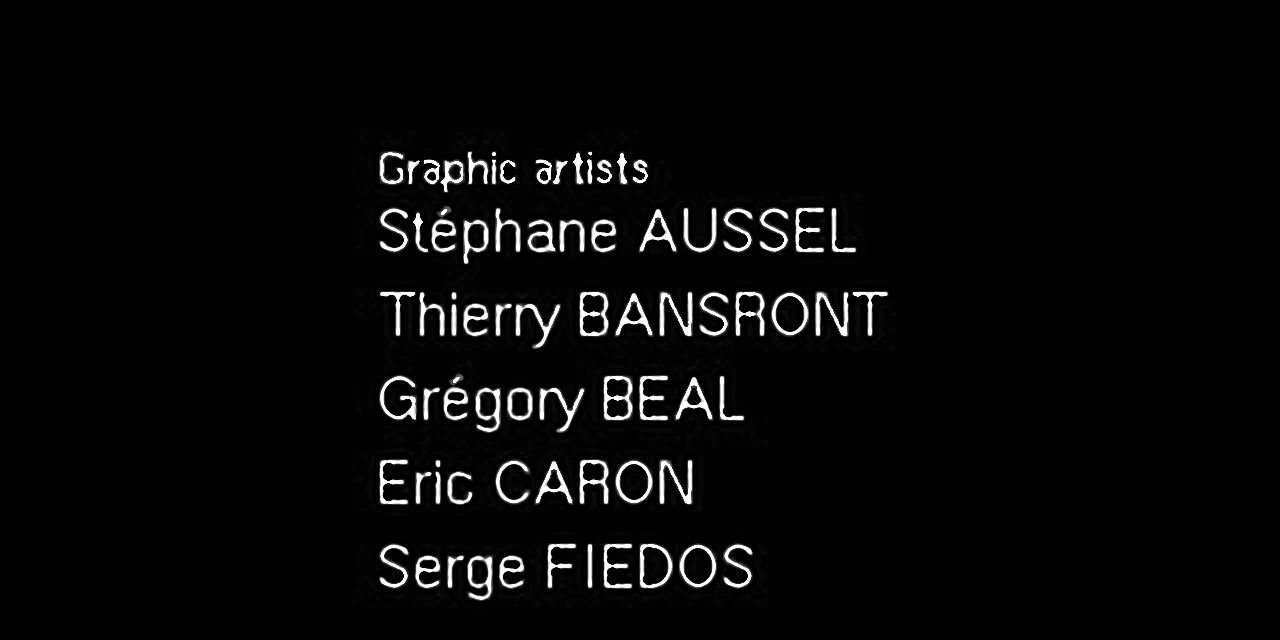 Graphic artists
Stéphane AUSSEL
Thierry BANSRONT
Grégory BEAL
Eric CARON
Serge FIEDOS